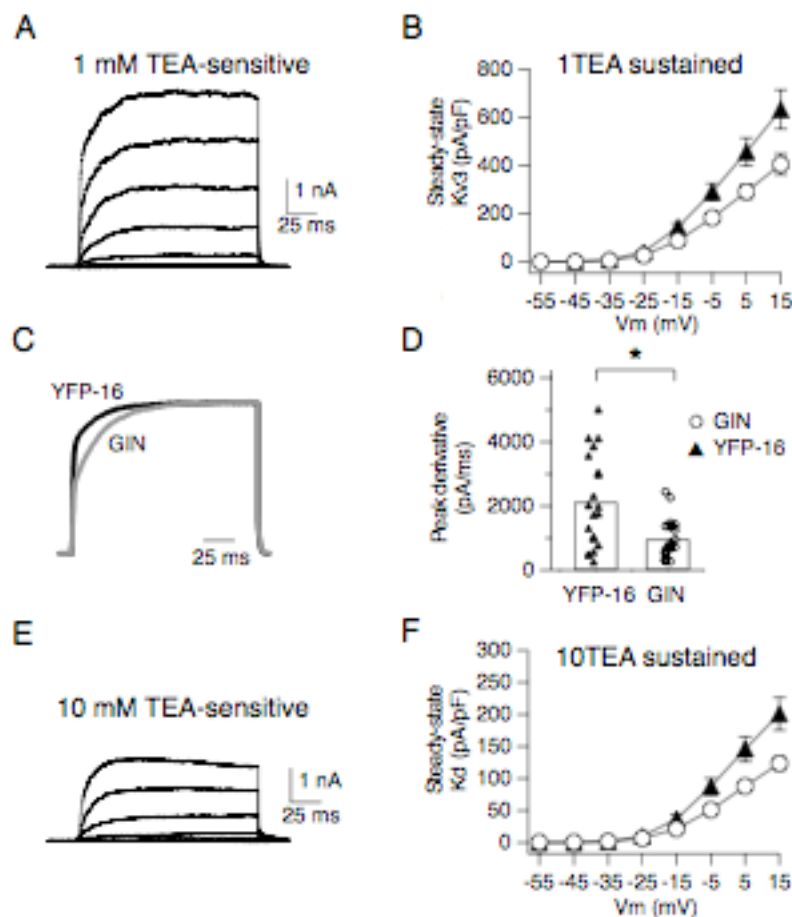 A
1 mM TEA-sensitive
1 nA
25 ms
B
1TEA sustained
Steady-state
Kv3 (pA/pF)
800
600
400
200
0
-55 -45 -35 -25 -15 -5 5 15
Vm (mV)
C
YFP-16
GIN
25 ms
D
*
Peak derivative
(pA/ms)
6000
4000
2000
0
YFP-16 GIN
GIN
YFP-16
E
10 mM TEA-sensitive
1 nA
25 ms
F
10TEA sustained
Steady-state
Kd (pA/pF)
300
250
200
150
100
50
0
-55 -45 -35 -25 -15 -5 5 15
Vm (mV)